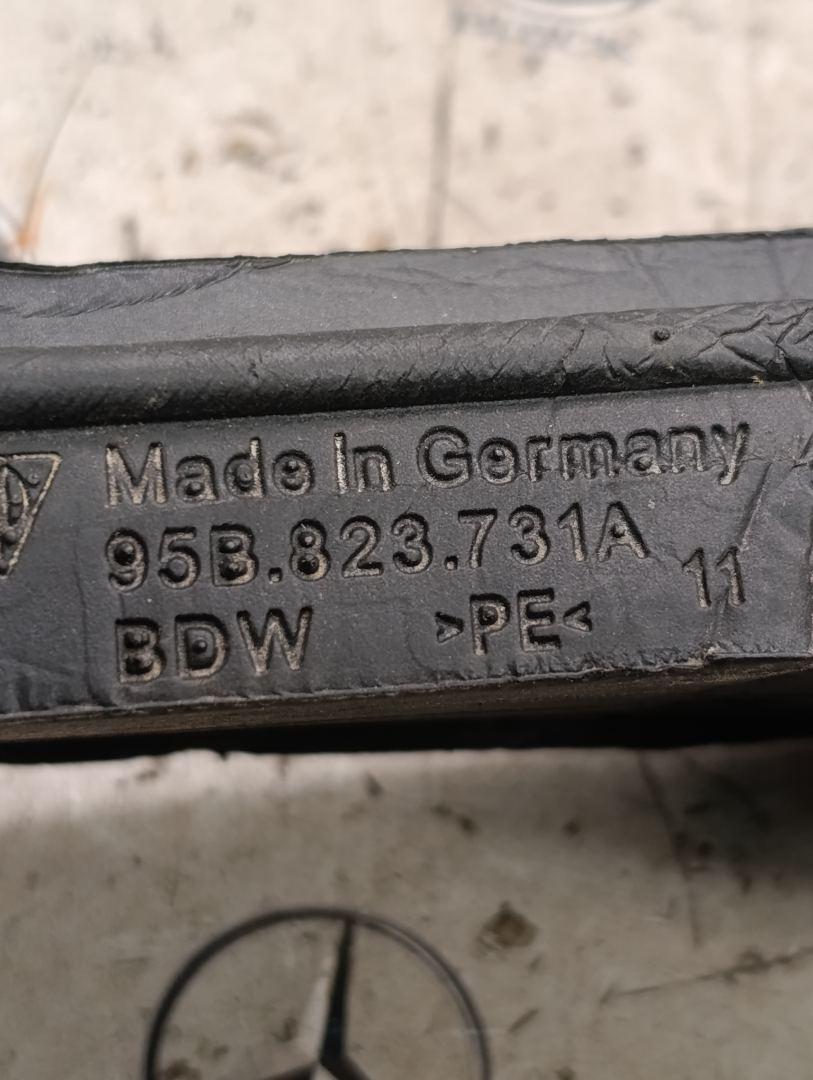 Made In Germany
95B.823.731A
BDW >PE< 11